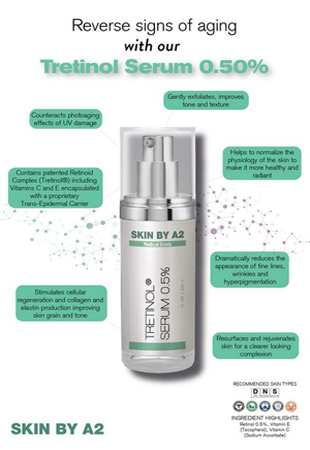 Reverse signs of aging
with our
Tretinol Serum 0.50%
Gently exfoliates, improves
tone and texture
Counteracts photoaging
effects of UV damage
Helps to normalize the
physiology of the skin to
make it more healthy and
radiant
Contains patented Retinoid
Complex (Tretinol®) including
Vitamins C and E encapsulated
with a proprietary
Trans-Epidermal Carrier
SKIN BY A2
Medical Grade
TRETINOL®
SERUM 0.5%
Dramatically reduces the
appearance of fine lines,
wrinkles and
hyperpigmentation
Stimulates cellular
regeneration and collagen and
elastin production improving
skin grain and tone
Resurfaces and rejuvenates
skin for a clearer looking
complexion
RECOMMENDED SKIN TYPES
D N S
INGREDIENT HIGHLIGHTS
Retinol 0.5%, Vitamin E
(Tocopherol), Vitamin C
(Sodium Ascorbate)
SKIN BY A2